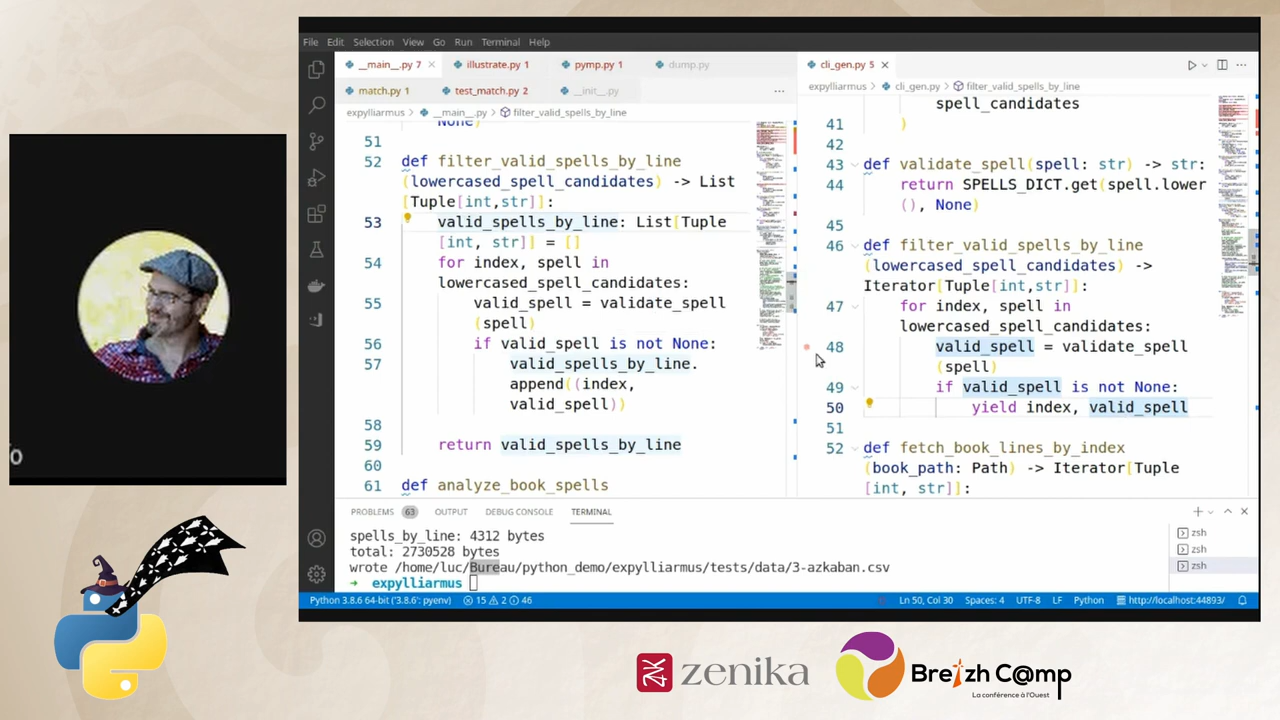 File Edit Selection View Go Run Terminal Help
__main__.py 7
illustrate.py 1
pymp.py 1
dump.py
match.py 1
test_match.py 2
__init__.py
expylliarmus > __main__.py > filter_valid_spells_by_line
None)
51
52 def filter_valid_spells_by_line
(lowercased_spell_candidates) -> List
[Tuple[int,str]]:
53 valid_spells_by_line: List[Tuple
[int, str]] = []
54 for index, spell in
lowercased_spell_candidates:
55 valid_spell = validate_spell
(spell)
56 if valid_spell is not None:
57 valid_spells_by_line.
append((index,
valid_spell))
58
59 return valid_spells_by_line
60
61 def analyze_book_spells
cli_gen.py 5
expylliarmus > cli_gen.py > filter_valid_spells_by_line
spell_candidates
41 )
42
43 def validate_spell(spell: str) -> str:
44 return SPELLS_DICT.get(spell.lower
(), None)
45
46 def filter_valid_spells_by_line
(lowercased_spell_candidates) ->
Iterator[Tuple[int,str]]:
47 for index, spell in
lowercased_spell_candidates:
48 valid_spell = validate_spell
(spell)
49 if valid_spell is not None:
50 yield index, valid_spell
51
52 def fetch_book_lines_by_index
(book_path: Path) -> Iterator[Tuple
[int, str]]:
PROBLEMS 63 OUTPUT DEBUG CONSOLE TERMINAL
spells_by_line: 4312 bytes
total: 2730528 bytes
wrote /home/luc/Bureau/python_demo/expylliarmus/tests/data/3-azkaban.csv
➜ expylliarmus
zsh
zsh
zsh
Python 3.8.6 64-bit ('3.8.6': pyenv) 15 2 46 Ln 50, Col 30 Spaces: 4 UTF-8 LF Python http://localhost:44893/
zenika
Breizh C@mp
La conférence à l'Ouest